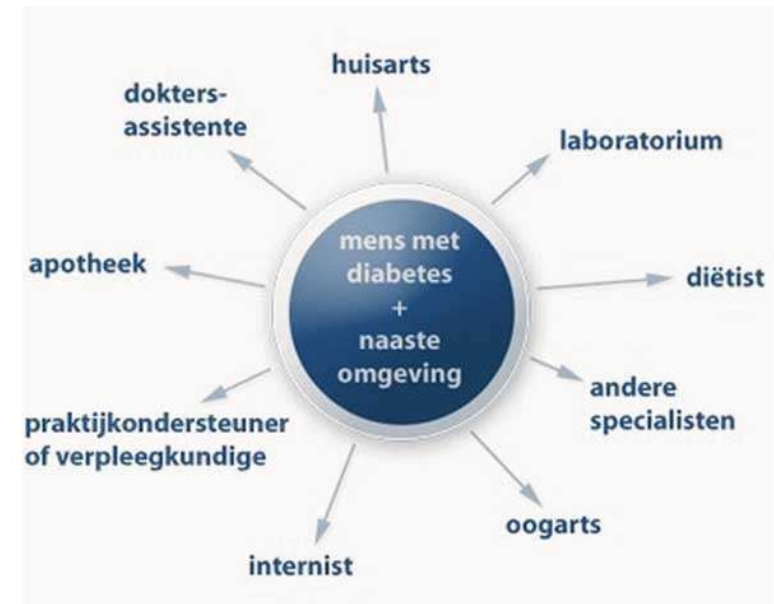 huisarts
dokters-
assistente
laboratorium
apotheek
mens met
diabetes
+
naaste
omgeving
diëtist
andere
specialisten
praktijkondersteuner
of verpleegkundige
oogarts
internist